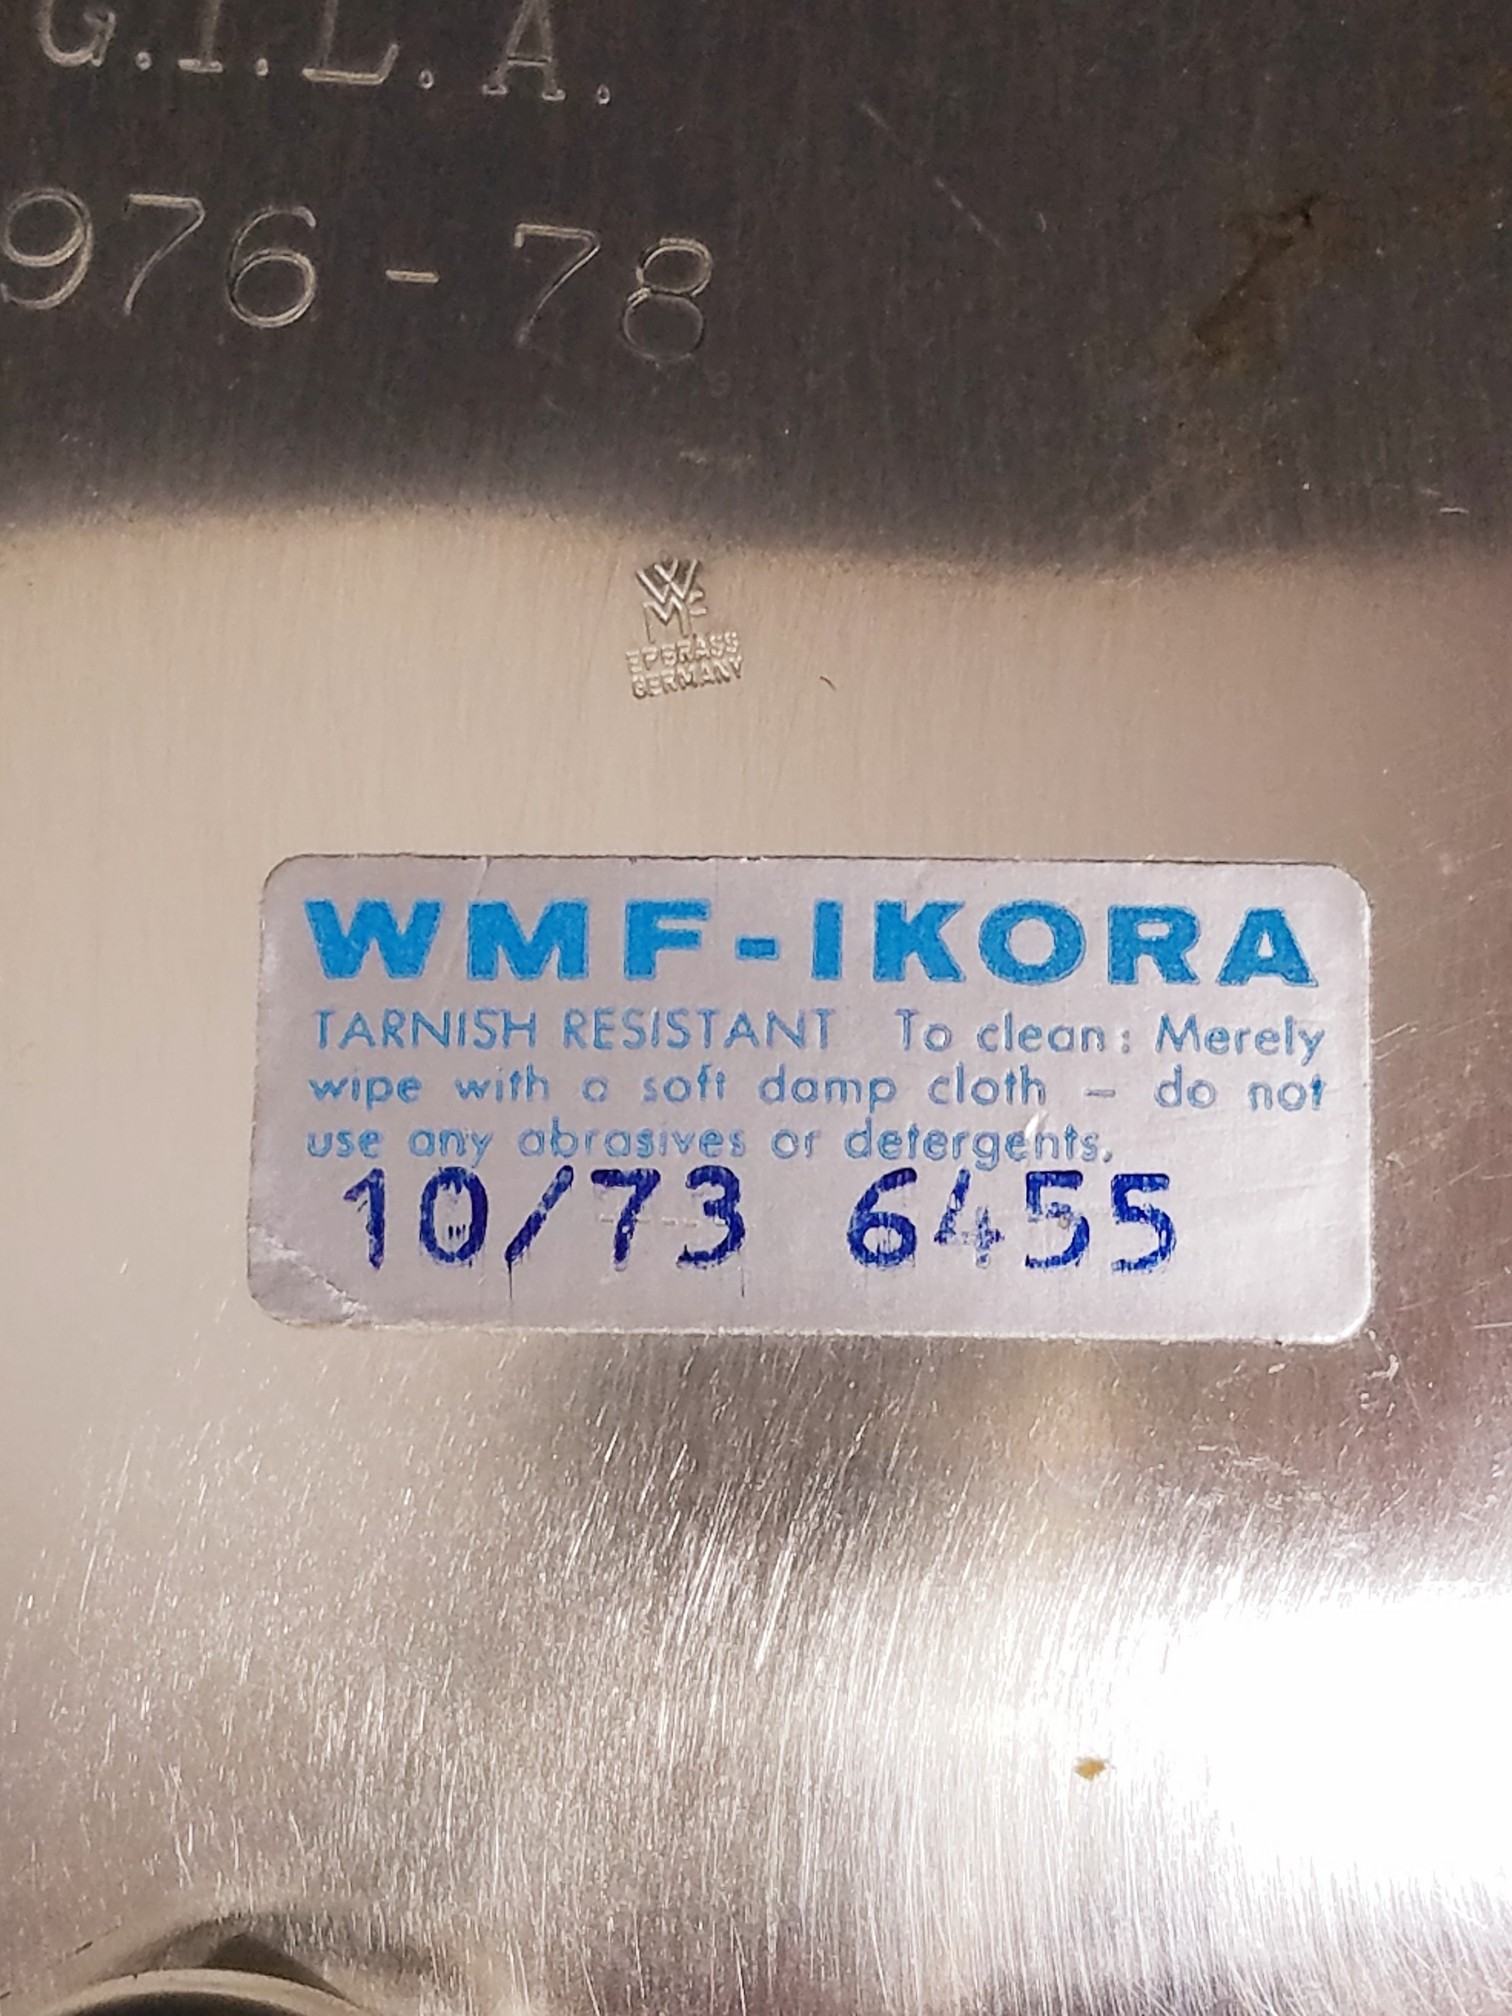 G.I.L.A.
976-78
WMF
EPBRASS
GERMANY
WMF-IKORA
TARNISH RESISTANT To clean: Merely
wipe with a soft damp cloth – do not
use any abrasives or detergents.
10/73 6455